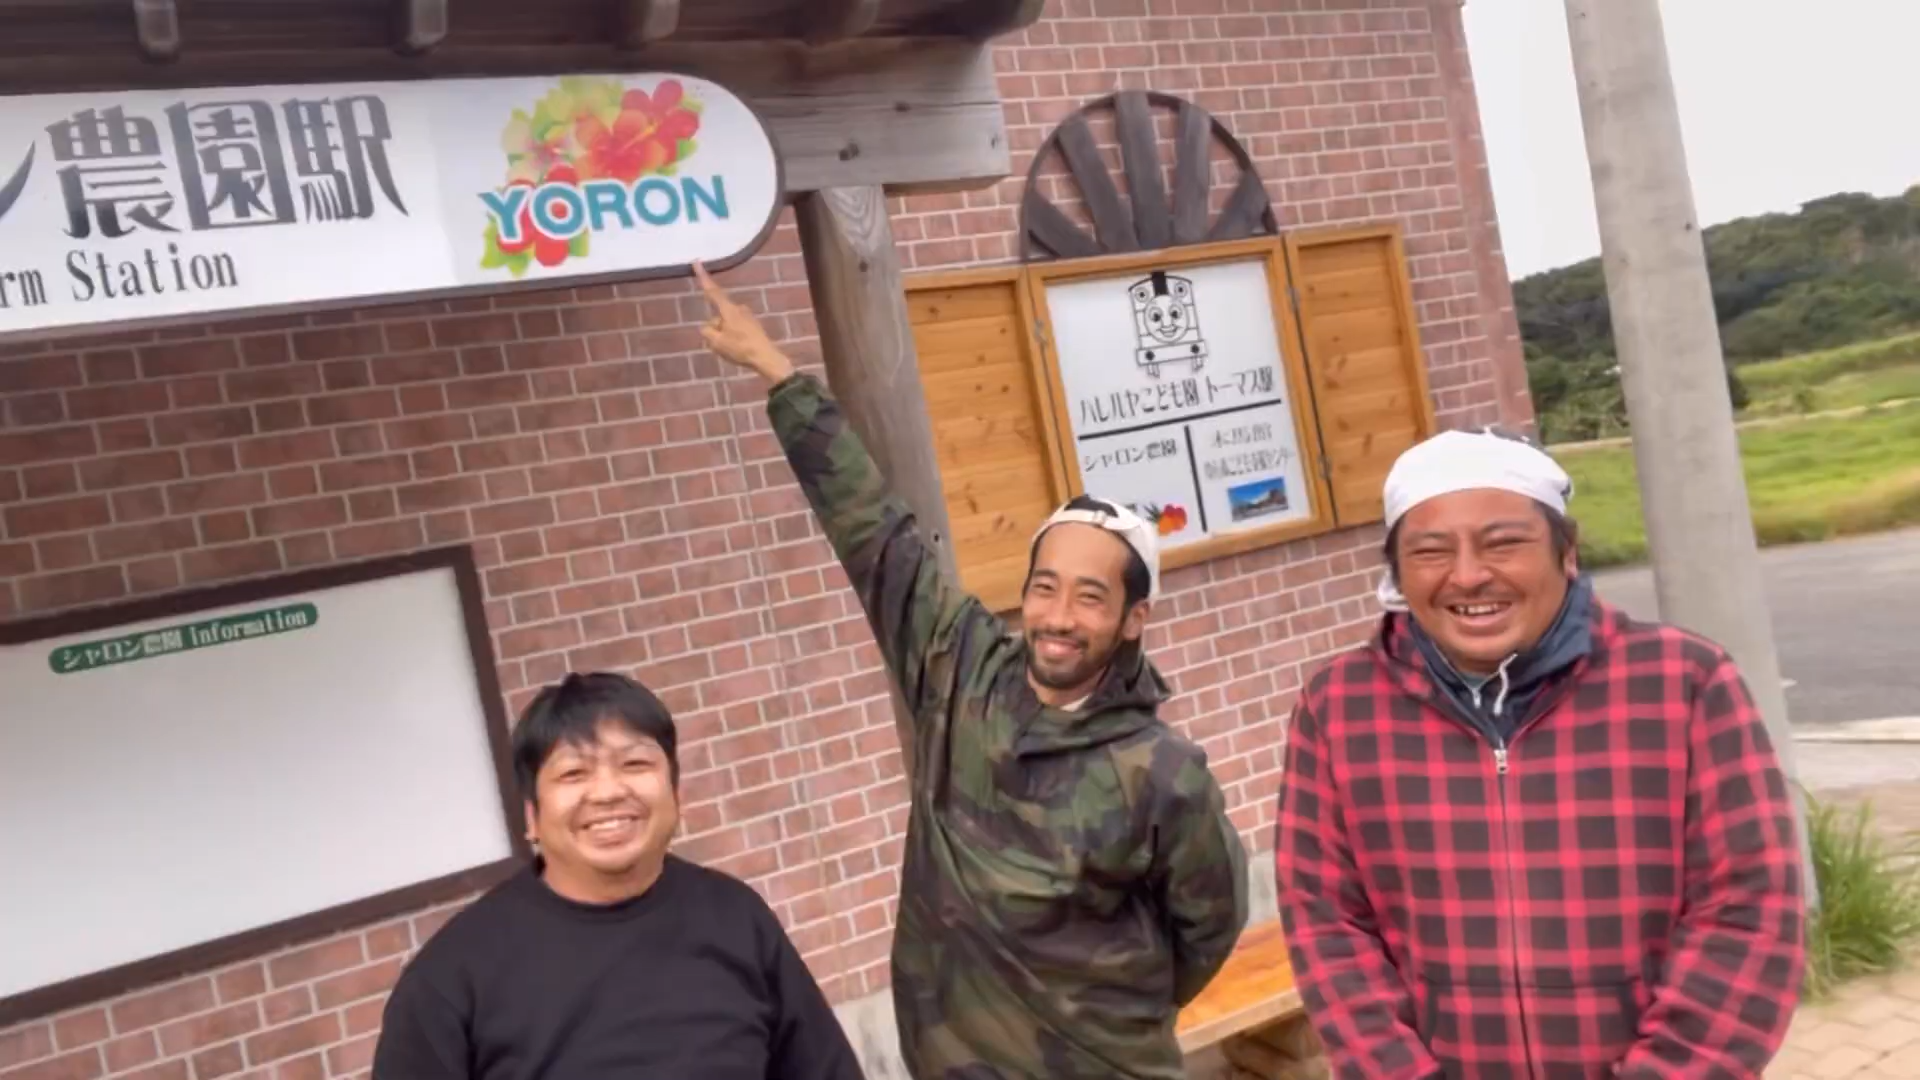 農園駅
rm Station
YORON
ハレルヤこども園 トーマス駅
シャロン農園
シャロン農園 Information